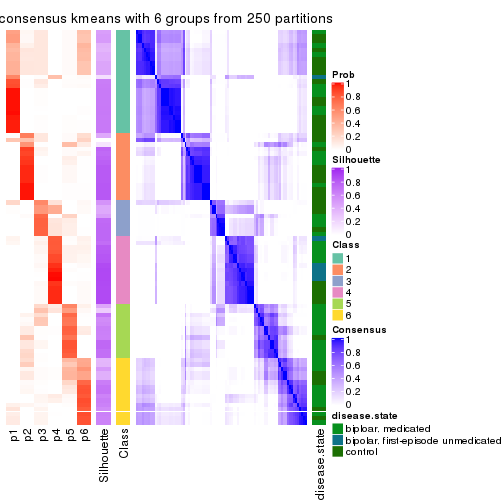 consensus kmeans with 6 groups from 250 partitions
Prob
1
0.8
0.6
0.4
0.2
0
Silhouette
1
0.8
0.6
0.4
0.2
0
Class
1
2
3
4
5
6
Consensus
1
0.8
0.6
0.4
0.2
0
disease.state
biploar. medicated
bipolar. first-episode unmedicated
control
p1
p2
p3
p4
p5
p6
Silhouette
Class
disease.state